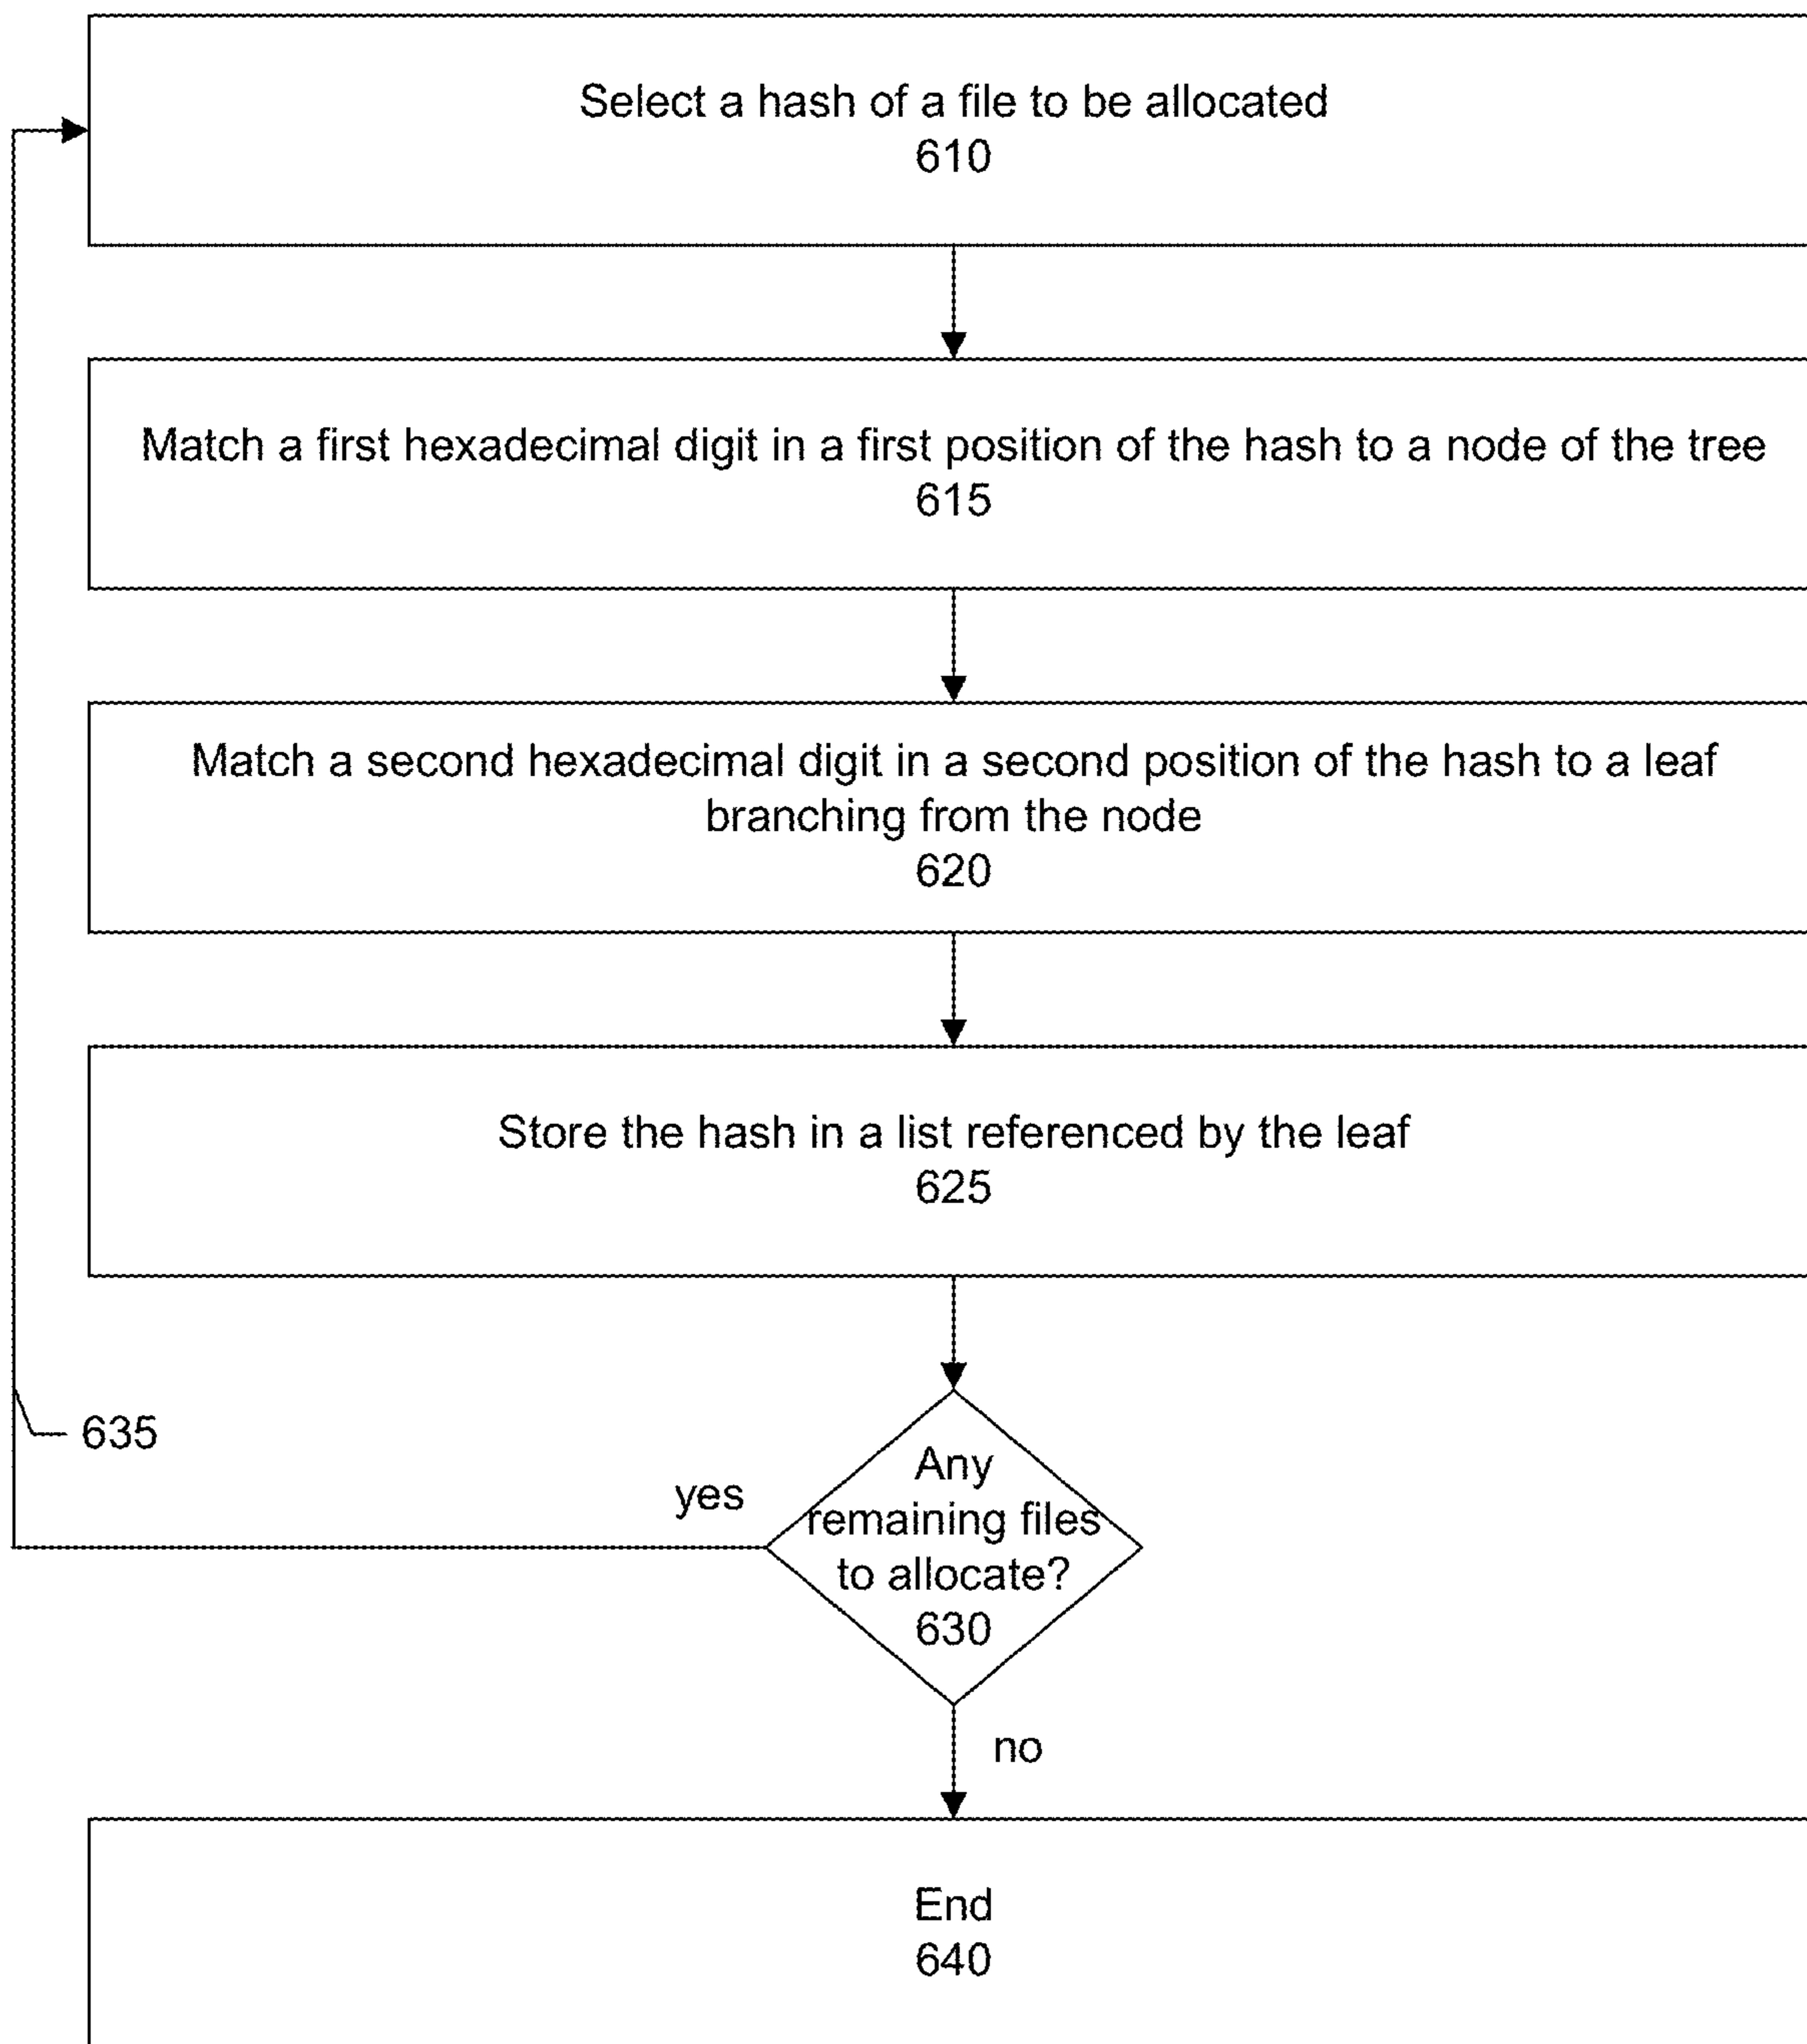 Select a hash of a file to be allocated
610
Match a first hexadecimal digit in a first position of the hash to a node of the tree
615
Match a second hexadecimal digit in a second position of the hash to a leaf
branching from the node
620
Store the hash in a list referenced by the leaf
625
635
yes
Any
remaining files
to allocate?
630
no
End
640